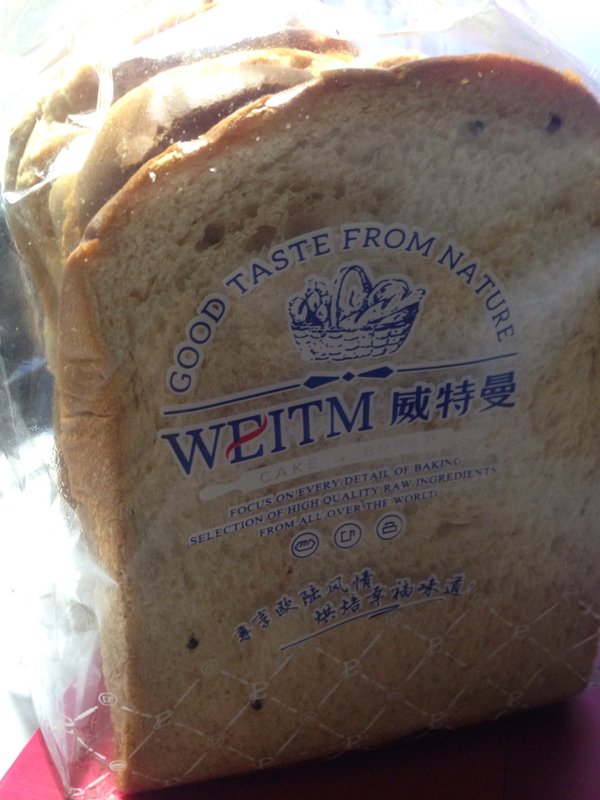 GOOD TASTE FROM NATURE
WEITM 威特曼
CAKE &
FOCUS ON EVERY DETAIL OF BAKING
SELECTION OF HIGH QUALITY RAW INGREDIENTS
FROM ALL OVER THE WORLD
尊享欧陆风情
烘焙幸福味道